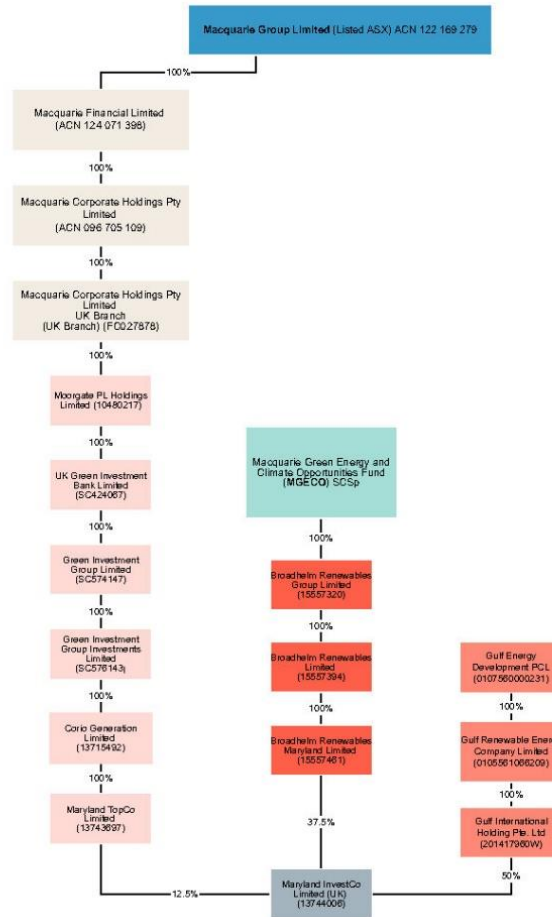 Macquarie Group Limited (Listed ASX) ACN 122 169 279
100%
Macquarie Financial Limited
(ACN 124 071 398)
100%
Macquarie Corporate Holdings Pty
Limited
(ACN 096 705 109)
100%
Macquarie Corporate Holdings Pty
Limited
UK Branch
(UK Branch) (FC027878)
100%
Moorgate PL Holdings
Limited (10480217)
100%
UK Green Investment
Bank Limited
(SC424067)
100%
Green Investment
Group Limited
(SC574147)
100%
Green Investment
Group Investments
Limited
(SC576143)
100%
Corio Generation
Limited
(13715492)
100%
Maryland TopCo
Limited
(13743697)
12.5%
Macquarie Green Energy and
Climate Opportunities Fund
(MGECO) SCSp
100%
Broadhelm Renewables
Group Limited
(15557320)
100%
Broadhelm Renewables
Limited
(15557394)
100%
Broadhelm Renewables
Maryland Limited
(15557461)
37.5%
Gulf Energy
Development PCL
(0107560000231)
100%
Gulf Renewable Energy
Company Limited
(0105561066209)
100%
Gulf International
Holding Pte. Ltd
(201417960W)
50%
Maryland InvestCo
Limited (UK)
(13744006)